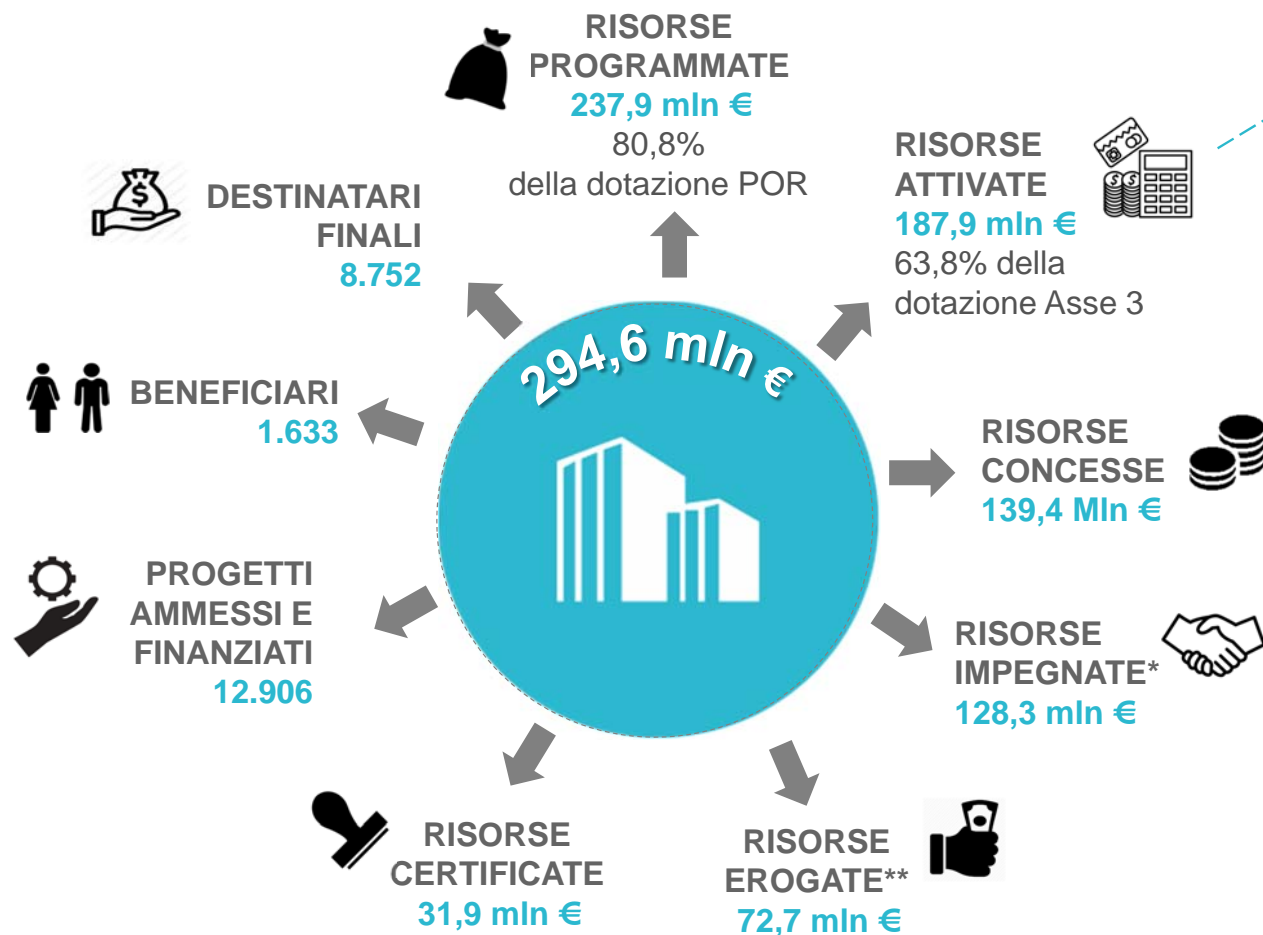 RISORSE
PROGRAMMATE
237,9 mln €
80,8%
della dotazione POR
RISORSE
ATTIVATE
187,9 mln €
63,8% della
dotazione Asse 3
RISORSE
CONCESSE
139,4 Mln €
RISORSE
IMPEGNATE*
128,3 mln €
RISORSE
EROGATE**
72,7 mln €
RISORSE
CERTIFICATE
31,9 mln €
PROGETTI
AMMESSI E
FINANZIATI
12.906
BENEFICIARI
1.633
DESTINATARI
FINALI
8.752
294,6 mln €